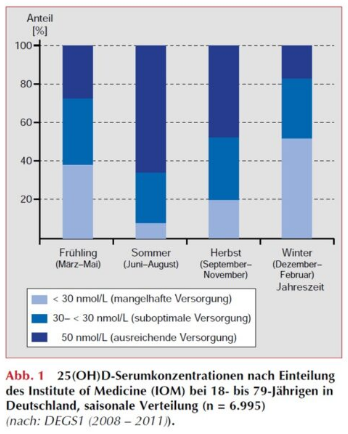 Anteil
[%]
100
80
60
40
20
Frühling
(März–Mai)
Sommer
(Juni–August)
Herbst
(September–
November)
Winter
(Dezember–
Februar)
Jahreszeit
< 30 nmol/L (mangelhafte Versorgung)
30– < 30 nmol/L (suboptimale Versorgung)
50 nmol/L (ausreichende Versorgung)
Abb. 1 25(OH)D-Serumkonzentrationen nach Einteilung
des Institute of Medicine (IOM) bei 18- bis 79-Jährigen in
Deutschland, saisonale Verteilung (n = 6.995)
(nach: DEGS1 (2008 – 2011)).